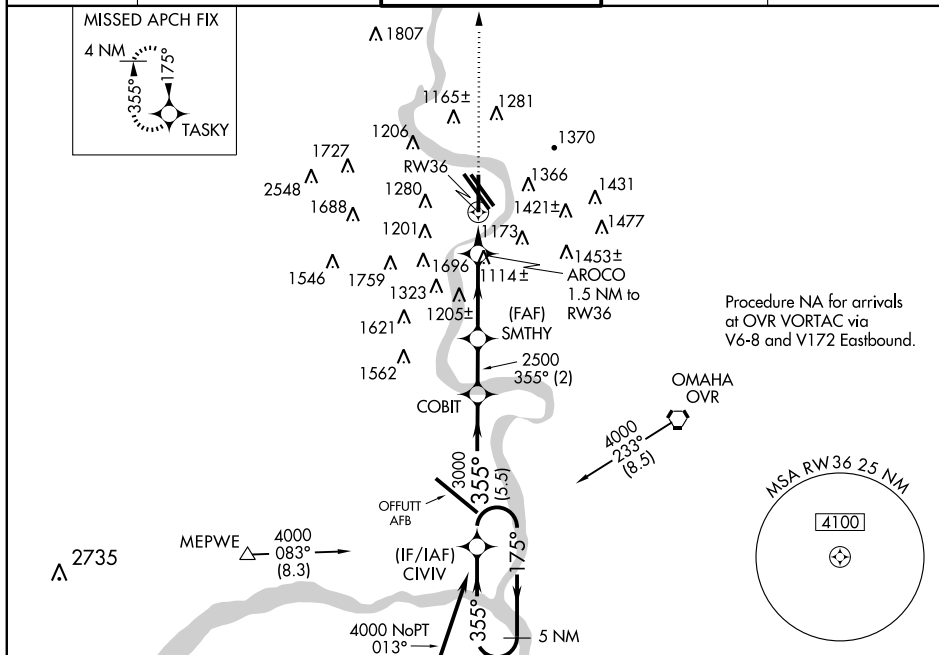 MISSED APCH FIX
4 NM
355°
175°
TASKY
1807
1165±
1281
1206
1370
1727
RW36
1366
2548
1280
1431
1688
1421±
1477
1201
1173
1453±
1546
1759
1696
1114±
AROCO
1.5 NM to
RW36
1323
1205±
1621
(FAF)
SMTHY
1562
2500
355° (2)
COBIT
Procedure NA for arrivals
at OVR VORTAC via
V6-8 and V172 Eastbound.
OMAHA
OVR
4000
233°
(8.5)
3000
355°
(5.5)
OFFUTT
AFB
MSA RW36 25 NM
4100
MEPWE
4000
083°
(8.3)
(IF/IAF)
CIVIV
175°
2735
355°
5 NM
4000 NoPT
013°